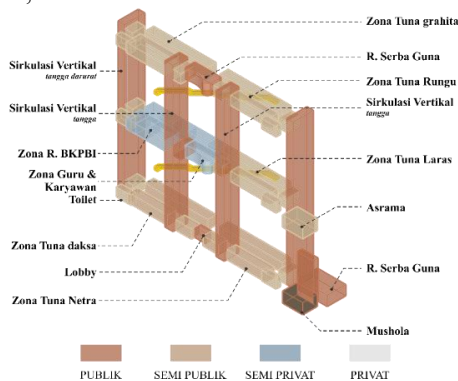 Zona Tuna grahita
R. Serba Guna
Sirkulasi Vertikal
tangga darurat
Zona Tuna Rungu
Sirkulasi Vertikal
tangga
Sirkulasi Vertikal
tangga
Zona R. BKPBI
Zona Tuna Laras
Zona Guru &
Karyawan
Toilet
Asrama
Zona Tuna daksa
Lobby
R. Serba Guna
Zona Tuna Netra
Mushola
PUBLIK
SEMI PUBLIK
SEMI PRIVAT
PRIVAT